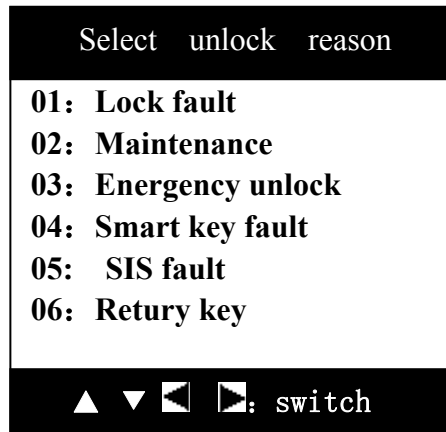 Select unlock reason
01：Lock fault
02：Maintenance
03：Energency unlock
04：Smart key fault
05: SIS fault
06：Retury key
▲ ▼ ◀ ▶：switch